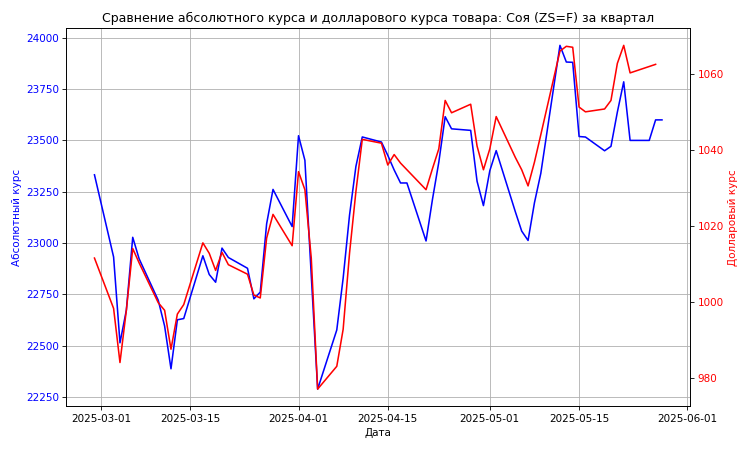 Сравнение абсолютного курса и долларового курса товара: Соя (ZS=F) за квартал
24000
23750
23500
23250
23000
22750
22500
22250
Абсолютный курс
1060
1040
1020
1000
980
Долларовый курс
2025-03-01 2025-03-15 2025-04-01 2025-04-15 2025-05-01 2025-05-15 2025-06-01
Дата